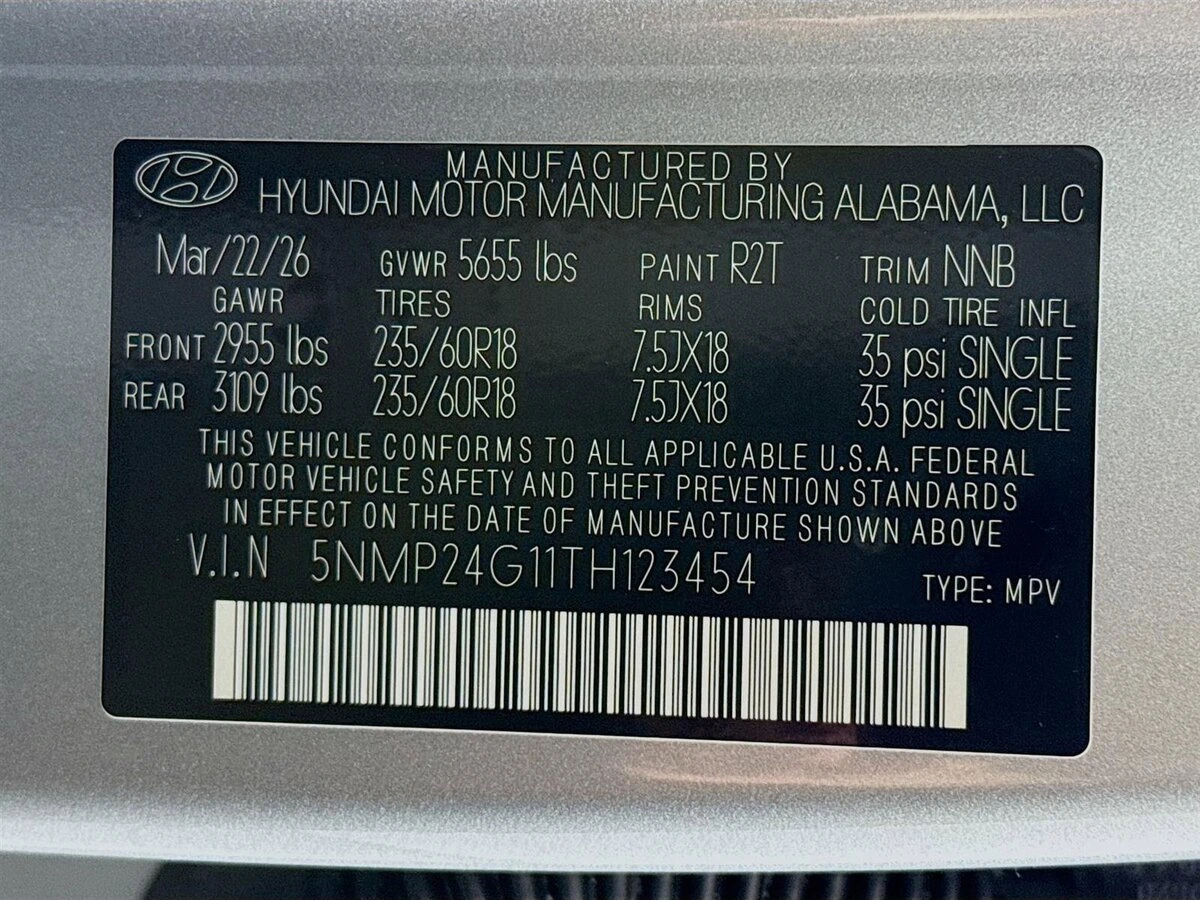 MANUFACTURED BY
HYUNDAI MOTOR MANUFACTURING ALABAMA, LLC
Mar/22/26 GVWR 5655 lbs PAINT R2T TRIM NNB
GAWR TIRES RIMS COLD TIRE INFL
FRONT 2955 lbs 235/60R18 7.5JX18 35 psi SINGLE
REAR 3109 lbs 235/60R18 7.5JX18 35 psi SINGLE
THIS VEHICLE CONFORMS TO ALL APPLICABLE U.S.A. FEDERAL
MOTOR VEHICLE SAFETY AND THEFT PREVENTION STANDARDS
IN EFFECT ON THE DATE OF MANUFACTURE SHOWN ABOVE
V.I.N 5NMP24G11TH123454 TYPE: MPV